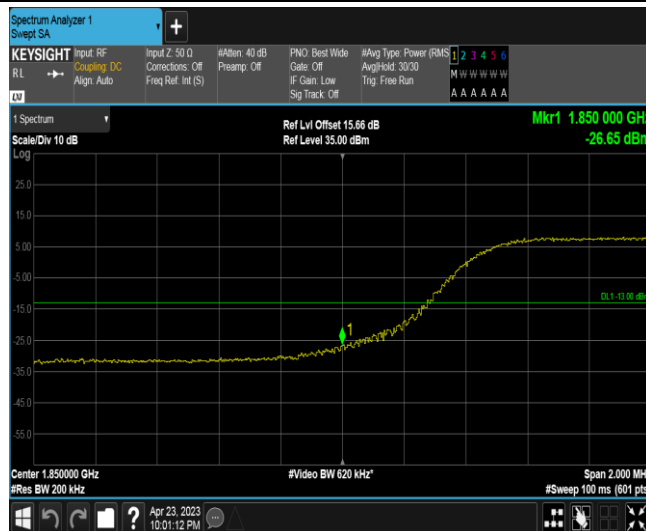 Spectrum Analyzer 1
Swept SA
KEYSIGHT
RL
Input: RF
Coupling: DC
Align: Auto
Input Z: 50 Ω
Corrections: Off
Freq Ref: Int (S)
#Atten: 40 dB
Preamp: Off
PNO: Best Wide
Gate: Off
IF Gain: Low
Sig Track: Off
#Avg Type: Power (RMS
Avg|Hold: 30/30
Trig: Free Run
1 2 3 4 5 6
M W W W W W
A A A A A A
1 Spectrum
Scale/Div 10 dB
Ref Lvl Offset 15.66 dB
Ref Level 35.00 dBm
Mkr1 1.850 000 GHz
-26.65 dBm
Log
25.0
15.0
5.00
-5.00
-15.0
-25.0
-35.0
-45.0
-55.0
DL1 -13.00 dBm
1
Center 1.850000 GHz
#Res BW 200 kHz
#Video BW 620 kHz*
Span 2.000 MH
#Sweep 100 ms (601 pts
?
Apr 23, 2023
10:01:12 PM